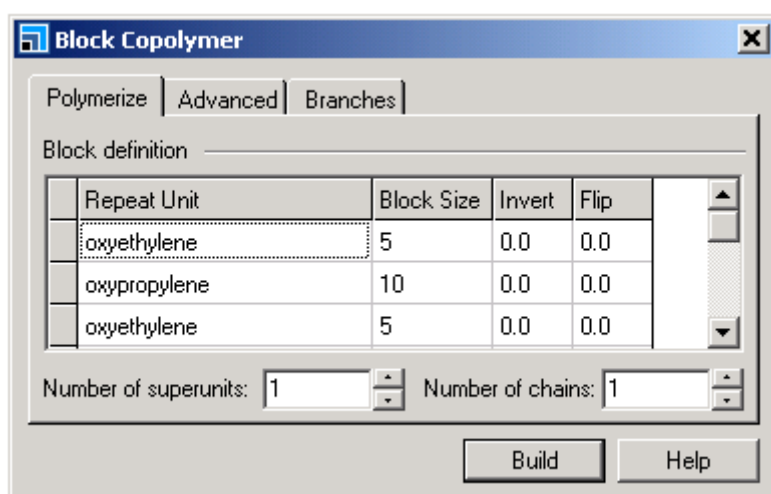 Block Copolymer
Polymerize Advanced Branches
Block definition
Repeat Unit Block Size Invert Flip
oxyethylene 5 0.0 0.0
oxypropylene 10 0.0 0.0
oxyethylene 5 0.0 0.0
Number of superunits: 1 Number of chains: 1
Build Help